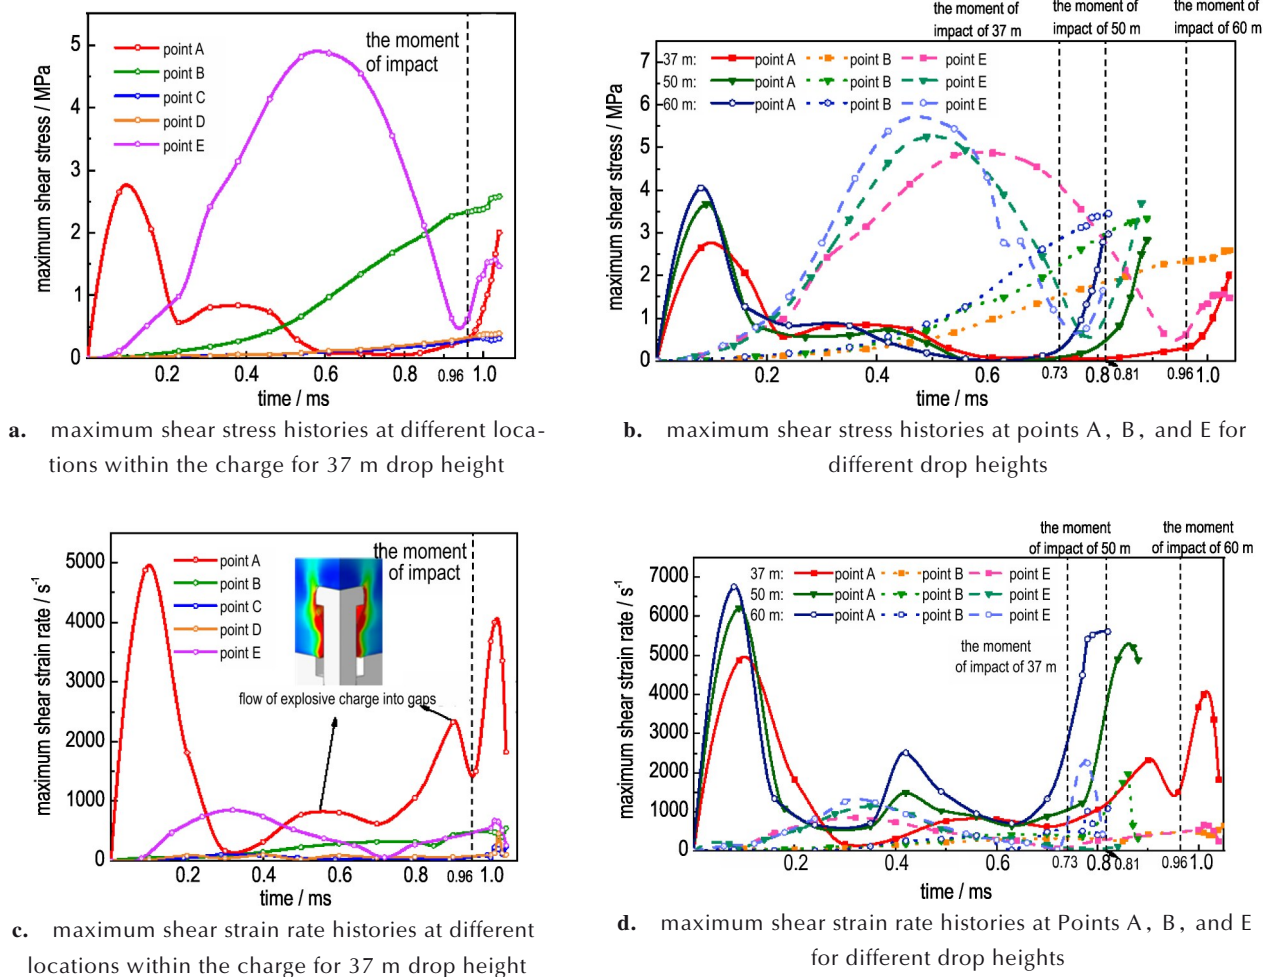 the moment
of impact
point A
point B
point C
point D
point E
maximum shear stress / MPa
5
4
3
2
1
0
0.2
0.4
0.6
0.8
0.96
1.0
time / ms
a. maximum shear stress histories at different loca-
tions within the charge for 37 m drop height
the moment of
impact of 37 m
the moment of
impact of 50 m
the moment of
impact of 60 m
37 m: point A point B point E
50 m: point A point B point E
60 m: point A point B point E
maximum shear stress / MPa
7
6
5
4
3
2
1
0
0.2
0.4
0.6
0.73
0.8
0.81
0.96
1.0
time / ms
b. maximum shear stress histories at points A, B, and E for
different drop heights
the moment
of impact
point A
point B
point C
point D
point E
flow of explosive charge into gaps
maximum shear strain rate / s⁻¹
5000
4000
3000
2000
1000
0
0.2
0.4
0.6
0.8
0.96
1.0
time / ms
c. maximum shear strain rate histories at different
locations within the charge for 37 m drop height
the moment
of impact of 50 m
the moment
of impact of 60 m
37 m: point A point B point E
50 m: point A point B point E
60 m: point A point B point E
the moment
of impact of 37 m
maximum shear strain rate / s⁻¹
7000
6000
5000
4000
3000
2000
1000
0
0.2
0.4
0.6
0.73
0.8
0.81
0.96
1.0
time / ms
d. maximum shear strain rate histories at Points A, B, and E
for different drop heights